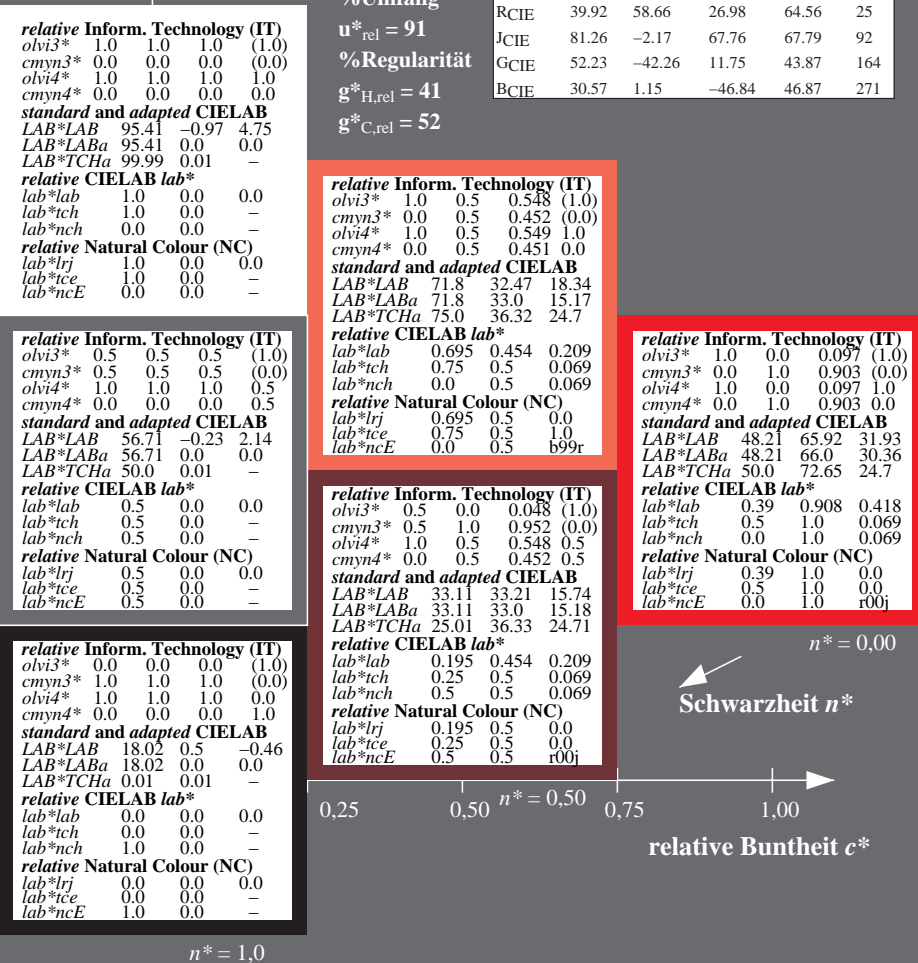 relative Inform. Technology (IT)
olvi3* 1.0 1.0 1.0 (1.0)
cmyn3* 0.0 0.0 0.0 (0.0)
olvi4* 1.0 1.0 1.0 1.0
cmyn4* 0.0 0.0 0.0 0.0
standard and adapted CIELAB
LAB*LAB 95.41 –0.97 4.75
LAB*LABa 95.41 0.0 0.0
LAB*TCHa 99.99 0.01 –
relative CIELAB lab*
lab*lab 1.0 0.0 0.0
lab*tch 1.0 0.0 –
lab*nch 0.0 0.0 –
relative Natural Colour (NC)
lab*lrj 1.0 0.0 0.0
lab*tce 1.0 0.0 –
lab*ncE 0.0 0.0 –
%Umfang
u*rel = 91
%Regularität
g*H,rel = 41
g*C,rel = 52
RCIE 39.92 58.66 26.98 64.56 25
JCIE 81.26 –2.17 67.76 67.79 92
GCIE 52.23 –42.26 11.75 43.87 164
BCIE 30.57 1.15 –46.84 46.87 271
relative Inform. Technology (IT)
olvi3* 1.0 0.5 0.548 (1.0)
cmyn3* 0.0 0.5 0.452 (0.0)
olvi4* 1.0 0.5 0.549 1.0
cmyn4* 0.0 0.5 0.451 0.0
standard and adapted CIELAB
LAB*LAB 71.8 32.47 18.34
LAB*LABa 71.8 33.0 15.17
LAB*TCHa 75.0 36.32 24.7
relative CIELAB lab*
lab*lab 0.695 0.454 0.209
lab*tch 0.75 0.5 0.069
lab*nch 0.0 0.5 0.069
relative Natural Colour (NC)
lab*lrj 0.695 0.5 0.0
lab*tce 0.75 0.5 1.0
lab*ncE 0.0 0.5 b99r
relative Inform. Technology (IT)
olvi3* 0.5 0.5 0.5 (1.0)
cmyn3* 0.5 0.5 0.5 (0.0)
olvi4* 1.0 1.0 1.0 0.5
cmyn4* 0.0 0.0 0.0 0.5
standard and adapted CIELAB
LAB*LAB 56.71 –0.23 2.14
LAB*LABa 56.71 0.0 0.0
LAB*TCHa 50.0 0.01 –
relative CIELAB lab*
lab*lab 0.5 0.0 0.0
lab*tch 0.5 0.0 –
lab*nch 0.5 0.0 –
relative Natural Colour (NC)
lab*lrj 0.5 0.0 0.0
lab*tce 0.5 0.0 –
lab*ncE 0.5 0.0 –
relative Inform. Technology (IT)
olvi3* 1.0 0.0 0.097 (1.0)
cmyn3* 0.0 1.0 0.903 (0.0)
olvi4* 1.0 0.0 0.097 1.0
cmyn4* 0.0 1.0 0.903 0.0
standard and adapted CIELAB
LAB*LAB 48.21 65.92 31.93
LAB*LABa 48.21 66.0 30.36
LAB*TCHa 50.0 72.65 24.7
relative CIELAB lab*
lab*lab 0.39 0.908 0.418
lab*tch 0.5 1.0 0.069
lab*nch 0.0 1.0 0.069
relative Natural Colour (NC)
lab*lrj 0.39 1.0 0.0
lab*tce 0.5 1.0 0.0
lab*ncE 0.0 1.0 r00j
relative Inform. Technology (IT)
olvi3* 0.5 0.0 0.048 (1.0)
cmyn3* 0.5 1.0 0.952 (0.0)
olvi4* 1.0 0.5 0.548 0.5
cmyn4* 0.0 0.5 0.452 0.5
standard and adapted CIELAB
LAB*LAB 33.11 33.21 15.74
LAB*LABa 33.11 33.0 15.18
LAB*TCHa 25.01 36.33 24.71
relative CIELAB lab*
lab*lab 0.195 0.454 0.209
lab*tch 0.25 0.5 0.069
lab*nch 0.5 0.5 0.069
relative Natural Colour (NC)
lab*lrj 0.195 0.5 0.0
lab*tce 0.25 0.5 0.0
lab*ncE 0.5 0.5 r00j
relative Inform. Technology (IT)
olvi3* 0.0 0.0 0.0 (1.0)
cmyn3* 1.0 1.0 1.0 (0.0)
olvi4* 1.0 1.0 1.0 0.0
cmyn4* 0.0 0.0 0.0 1.0
standard and adapted CIELAB
LAB*LAB 18.02 0.5 –0.46
LAB*LABa 18.02 0.0 0.0
LAB*TCHa 0.01 0.01 –
relative CIELAB lab*
lab*lab 0.0 0.0 0.0
lab*tch 0.0 0.0 –
lab*nch 1.0 0.0 –
relative Natural Colour (NC)
lab*lrj 0.0 0.0 0.0
lab*tce 0.0 0.0 –
lab*ncE 1.0 0.0 –
n* = 0,00
Schwarzheit n*
0,25 0,50 n* = 0,50 0,75 1,00
relative Buntheit c*
n* = 1,0